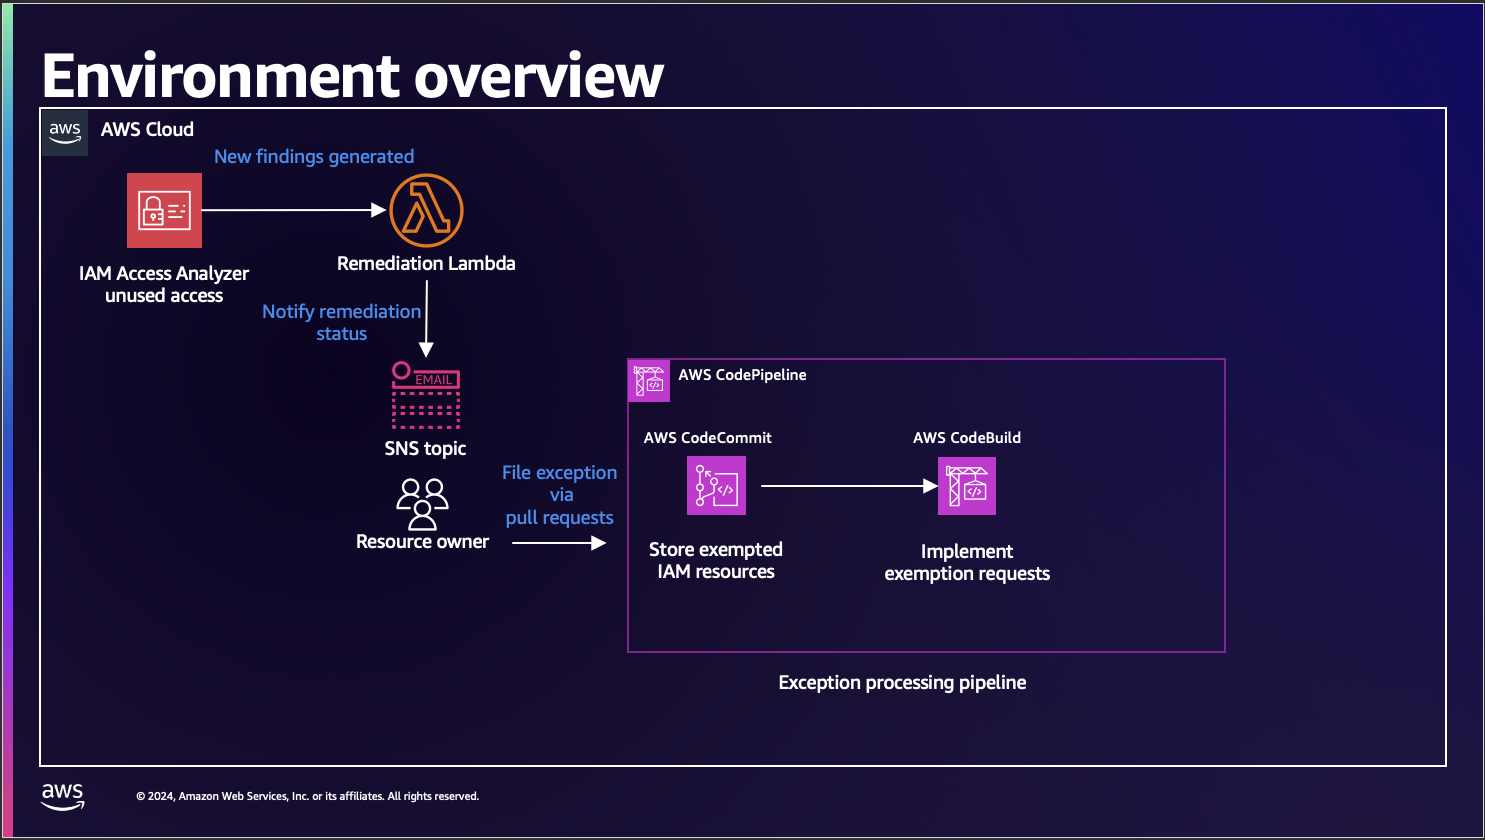 Environment overview
aws
AWS Cloud
New findings generated
IAM Access Analyzer
unused access
Remediation Lambda
Notify remediation
status
EMAIL
SNS topic
Resource owner
File exception
via
pull requests
AWS CodePipeline
AWS CodeCommit
</>
Store exempted
IAM resources
AWS CodeBuild
</>
Implement
exemption requests
Exception processing pipeline
aws
© 2024, Amazon Web Services, Inc. or its affiliates. All rights reserved.